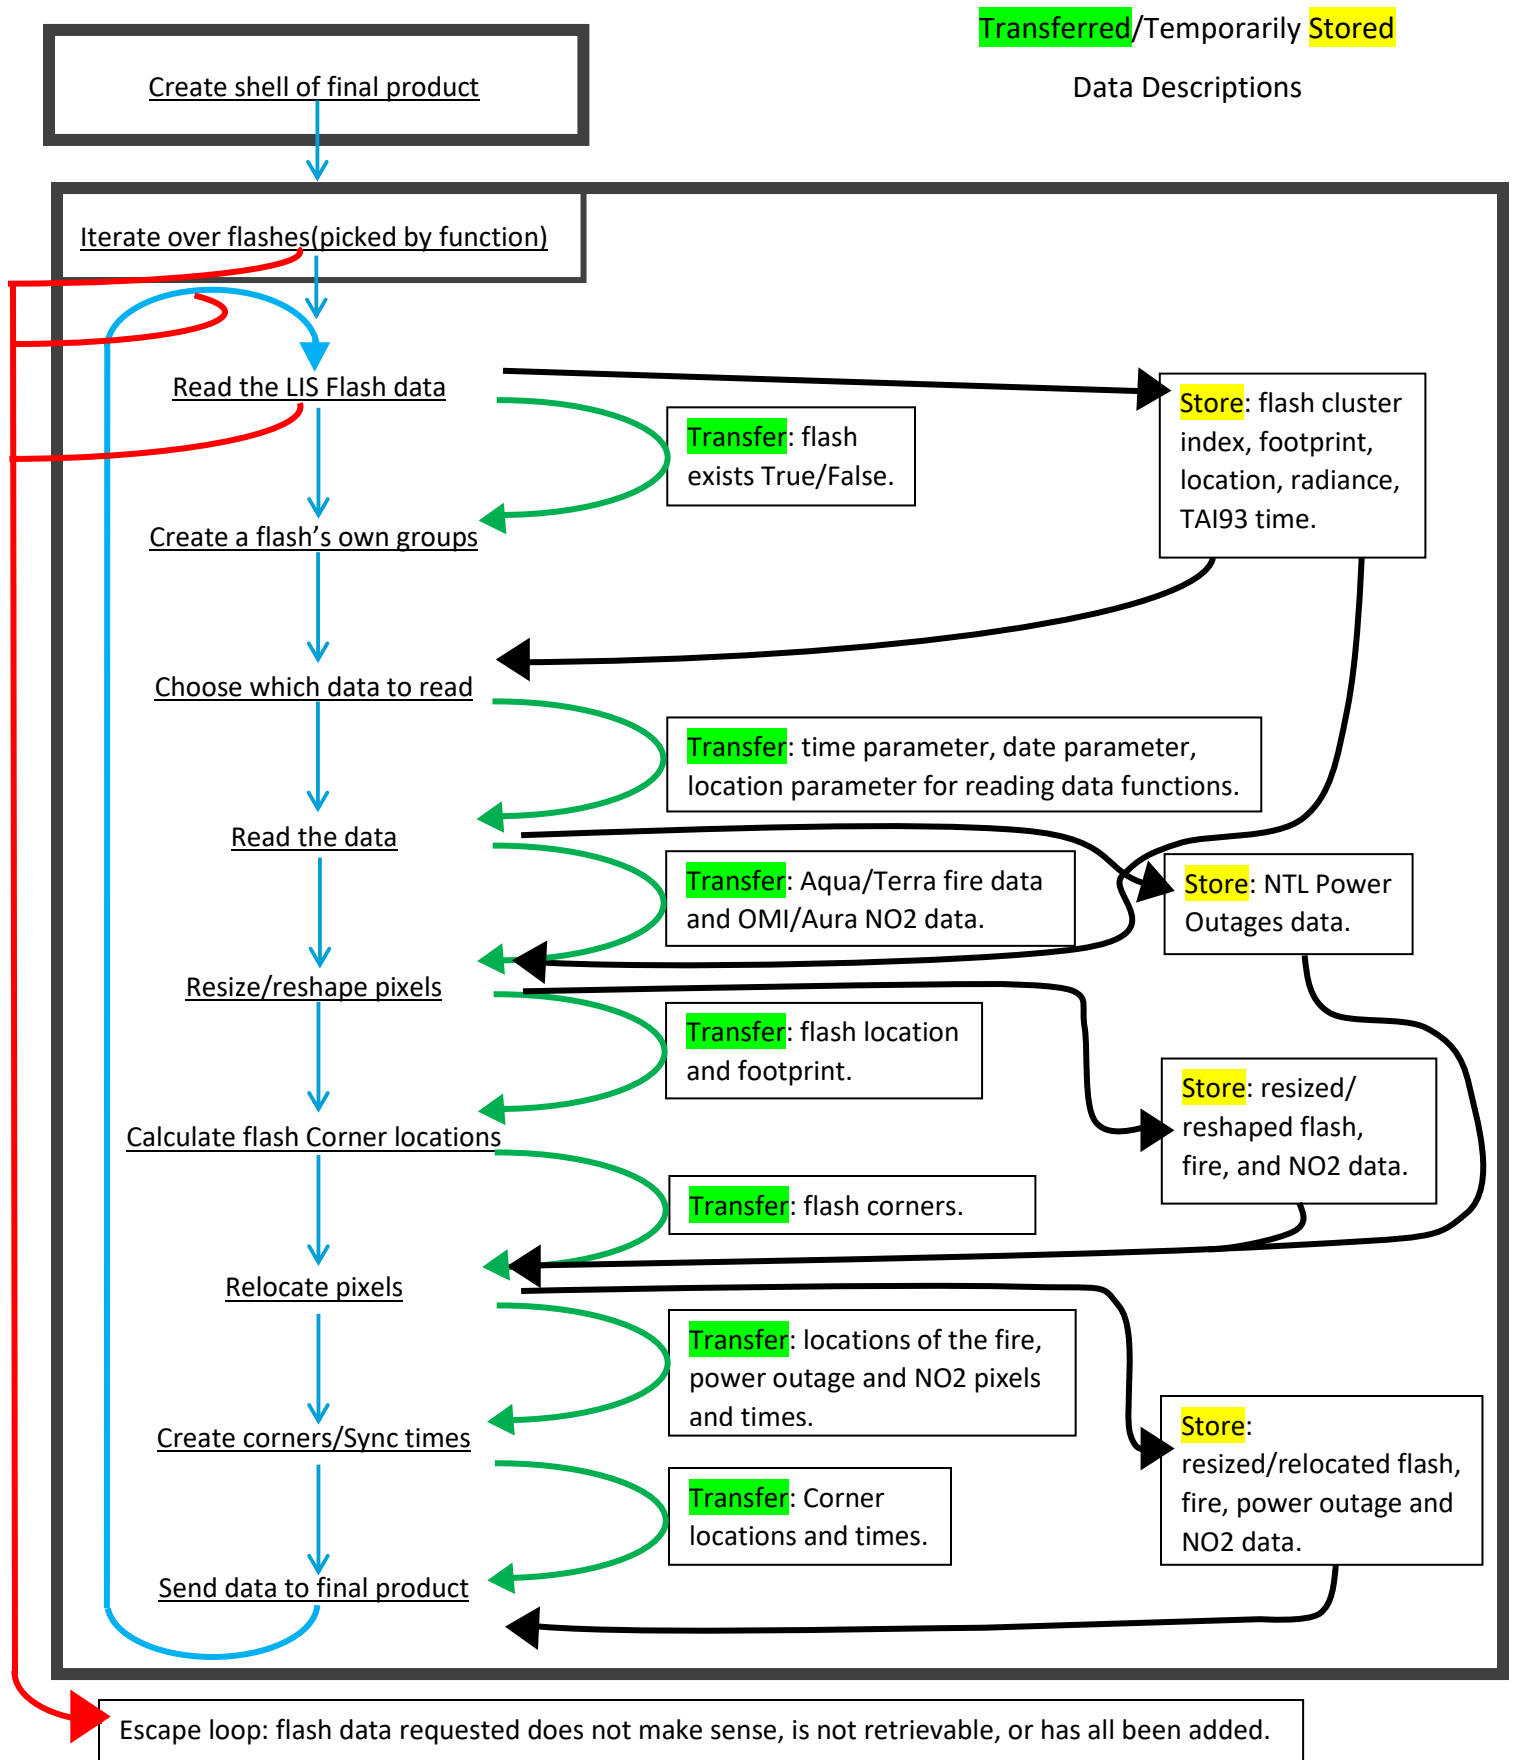 Transferred/Temporarily Stored
Data Descriptions
Create shell of final product
Iterate over flashes(picked by function)
Read the LIS Flash data
Store: flash cluster
index, footprint,
location, radiance,
TAI93 time.
Transfer: flash
exists True/False.
Create a flash’s own groups
Choose which data to read
Transfer: time parameter, date parameter,
location parameter for reading data functions.
Read the data
Transfer: Aqua/Terra fire data
and OMI/Aura NO2 data.
Store: NTL Power
Outages data.
Resize/reshape pixels
Transfer: flash location
and footprint.
Store: resized/
reshaped flash,
fire, and NO2 data.
Calculate flash Corner locations
Transfer: flash corners.
Relocate pixels
Transfer: locations of the fire,
power outage and NO2 pixels
and times.
Create corners/Sync times
Store:
resized/relocated flash,
fire, power outage and
NO2 data.
Transfer: Corner
locations and times.
Send data to final product
Escape loop: flash data requested does not make sense, is not retrievable, or has all been added.